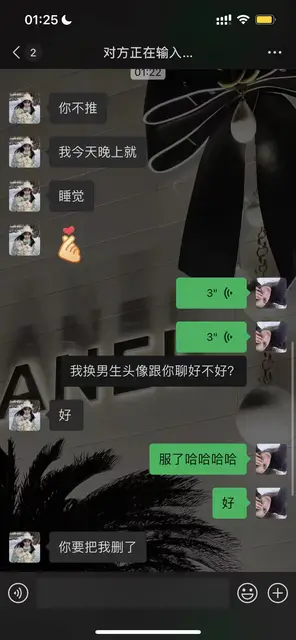 01:25
2
对方正在输入...
01:22
你不推
我今天晚上就
睡觉
3"
3"
我换男生头像跟你聊好不好?
ANEL
好
服了哈哈哈哈
好
你要把我删了